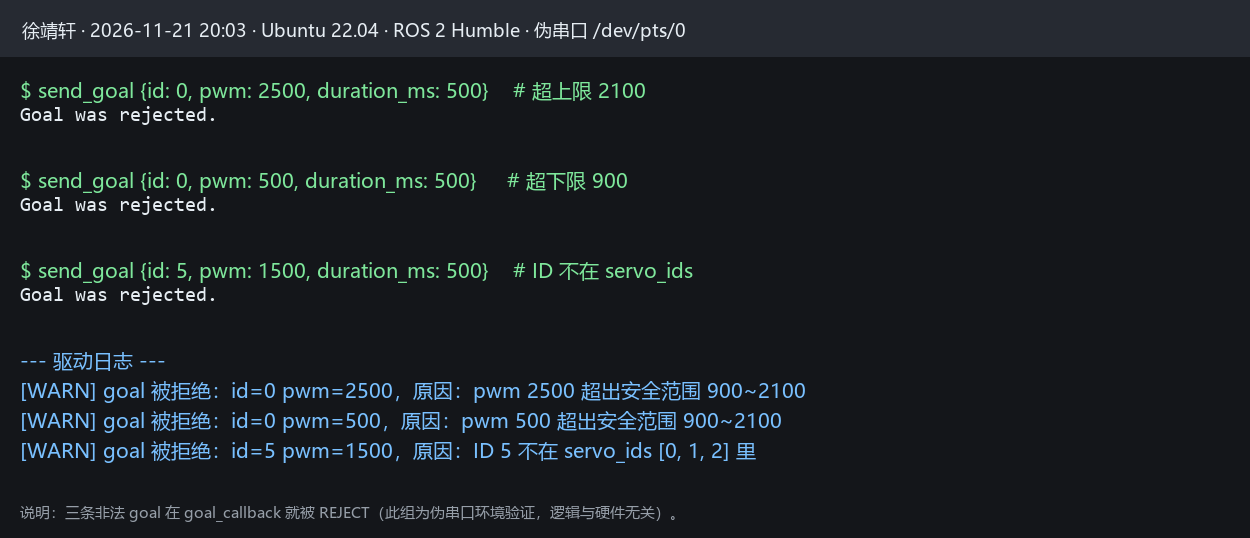 徐靖轩 · 2026-11-21 20:03 · Ubuntu 22.04 · ROS 2 Humble · 伪串口 /dev/pts/0
$ send_goal {id: 0, pwm: 2500, duration_ms: 500} # 超上限 2100
Goal was rejected.
$ send_goal {id: 0, pwm: 500, duration_ms: 500} # 超下限 900
Goal was rejected.
$ send_goal {id: 5, pwm: 1500, duration_ms: 500} # ID 不在 servo_ids
Goal was rejected.
--- 驱动日志 ---
[WARN] goal 被拒绝：id=0 pwm=2500，原因：pwm 2500 超出安全范围 900~2100
[WARN] goal 被拒绝：id=0 pwm=500，原因：pwm 500 超出安全范围 900~2100
[WARN] goal 被拒绝：id=5 pwm=1500，原因：ID 5 不在 servo_ids [0, 1, 2] 里
说明：三条非法 goal 在 goal_callback 就被 REJECT（此组为伪串口环境验证，逻辑与硬件无关）。